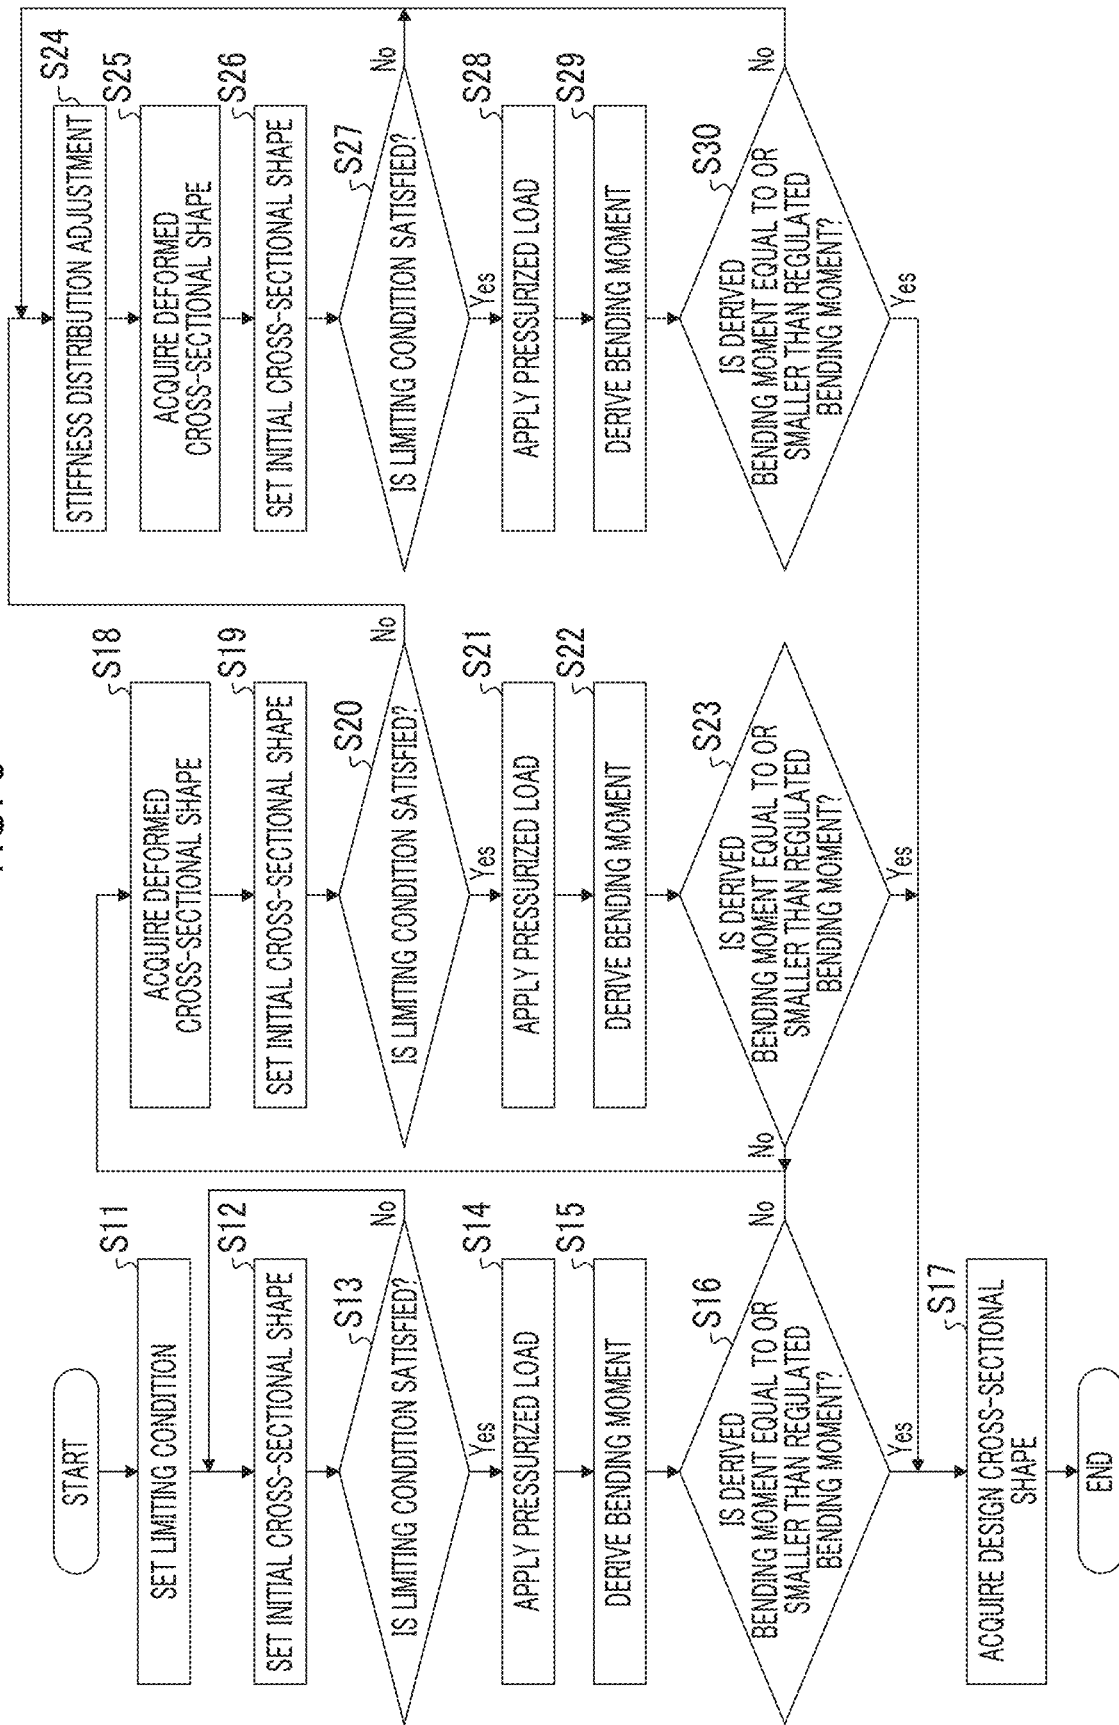 START
S11
SET LIMITING CONDITION
S12
SET INITIAL CROSS-SECTIONAL SHAPE
S13
IS LIMITING CONDITION SATISFIED?
No
Yes
S14
APPLY PRESSURIZED LOAD
S15
DERIVE BENDING MOMENT
S16
IS DERIVED
BENDING MOMENT EQUAL TO OR
SMALLER THAN REGULATED
BENDING MOMENT?
No
Yes
S17
ACQUIRE DESIGN CROSS-SECTIONAL
SHAPE
END
S18
ACQUIRE DEFORMED
CROSS-SECTIONAL SHAPE
S19
SET INITIAL CROSS-SECTIONAL SHAPE
S20
IS LIMITING CONDITION SATISFIED?
No
Yes
S21
APPLY PRESSURIZED LOAD
S22
DERIVE BENDING MOMENT
S23
IS DERIVED
BENDING MOMENT EQUAL TO OR
SMALLER THAN REGULATED
BENDING MOMENT?
No
Yes
S24
STIFFNESS DISTRIBUTION ADJUSTMENT
S25
ACQUIRE DEFORMED
CROSS-SECTIONAL SHAPE
S26
SET INITIAL CROSS-SECTIONAL SHAPE
S27
IS LIMITING CONDITION SATISFIED?
No
Yes
S28
APPLY PRESSURIZED LOAD
S29
DERIVE BENDING MOMENT
S30
IS DERIVED
BENDING MOMENT EQUAL TO OR
SMALLER THAN REGULATED
BENDING MOMENT?
No
Yes